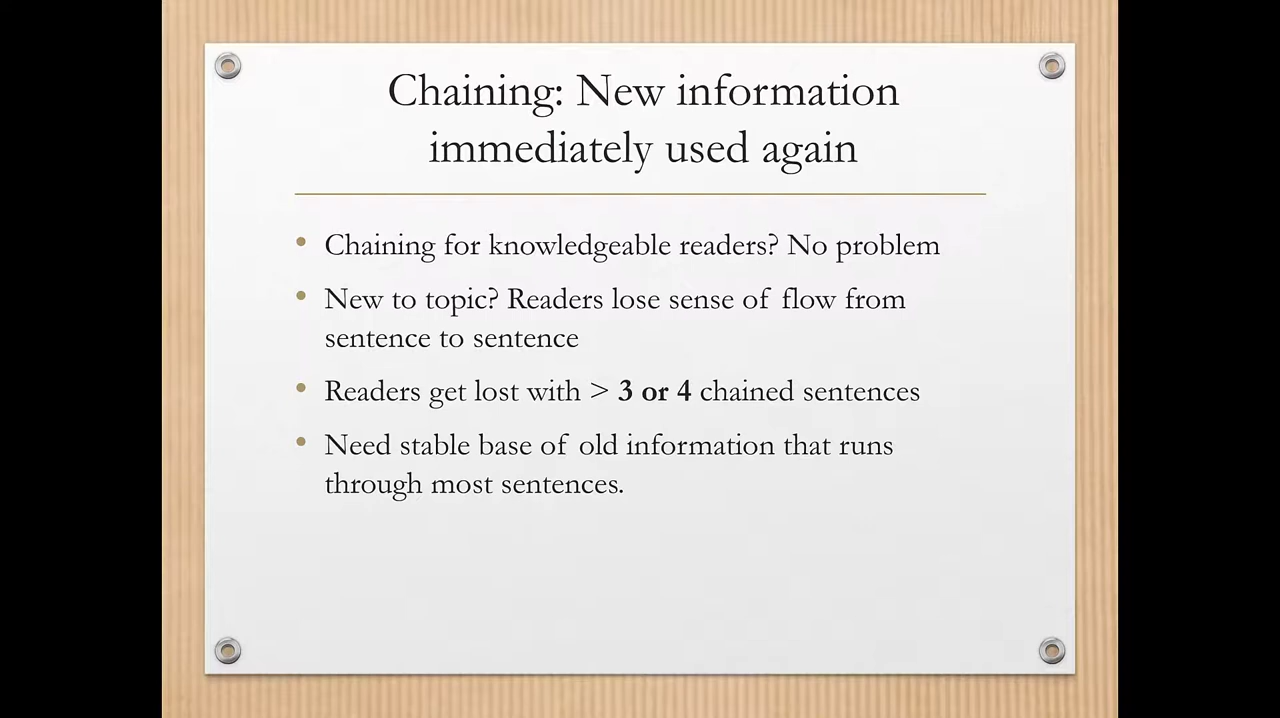 Chaining: New information
immediately used again
• Chaining for knowledgeable readers? No problem
• New to topic? Readers lose sense of flow from
sentence to sentence
• Readers get lost with > 3 or 4 chained sentences
• Need stable base of old information that runs
through most sentences.